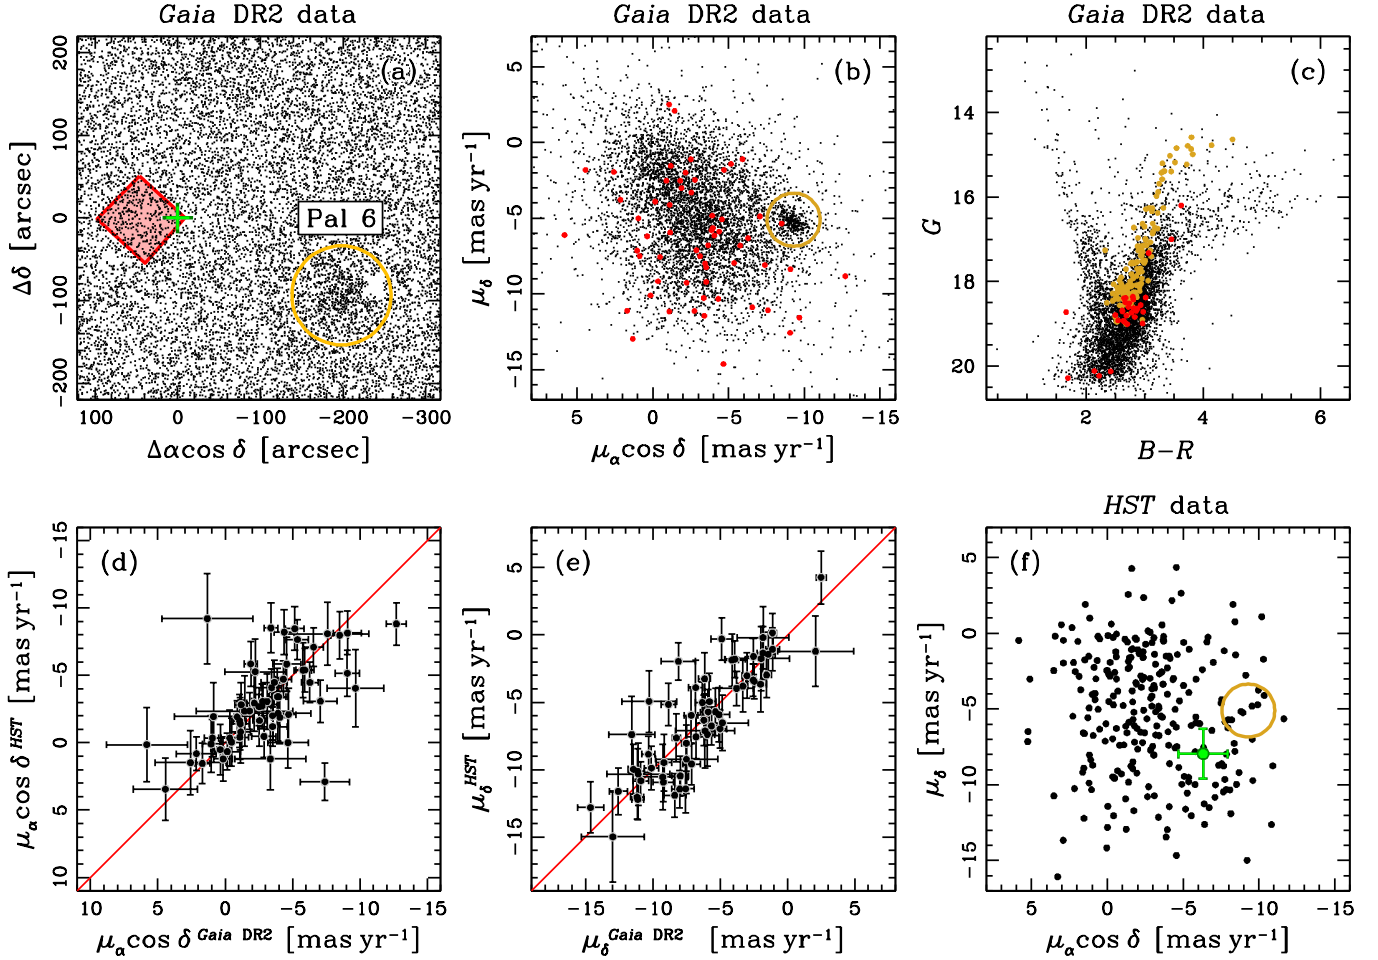 Gaia DR2 data
(a)
Pal 6
200
100
0
−100
−200
Δδ [arcsec]
100 0 −100 −200 −300
Δαcos δ [arcsec]
Gaia DR2 data
(b)
5
0
−5
−10
−15
μδ [mas yr−1]
5 0 −5 −10 −15
μαcos δ [mas yr−1]
Gaia DR2 data
(c)
14
16
18
20
G
2 4 6
B−R
(d)
−15
−10
−5
0
5
10
μαcos δ HST [mas yr−1]
10 5 0 −5 −10 −15
μαcos δ Gaia DR2 [mas yr−1]
(e)
5
0
−5
−10
−15
μδHST [mas yr−1]
−15 −10 −5 0 5
μδGaia DR2 [mas yr−1]
HST data
(f)
5
0
−5
−10
−15
μδ [mas yr−1]
5 0 −5 −10 −15
μαcos δ [mas yr−1]